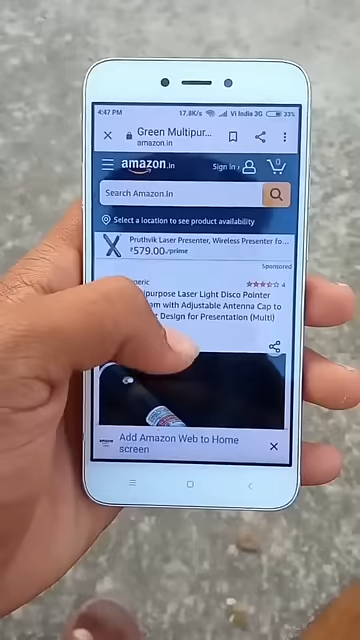 4:47 PM 17.8K/s Vi India 3G 33%
Green Multipur...
amazon.in
amazon.in Sign In › 0
Search Amazon.in
Select a location to see product availability
Pruthvik Laser Presenter, Wireless Presenter fo...
₹579.00 prime
Sponsored
4
Laser Light Disco Pointer
with Adjustable Antenna Cap to
Design for Presentation (Multi)
Add Amazon Web to Home
screen